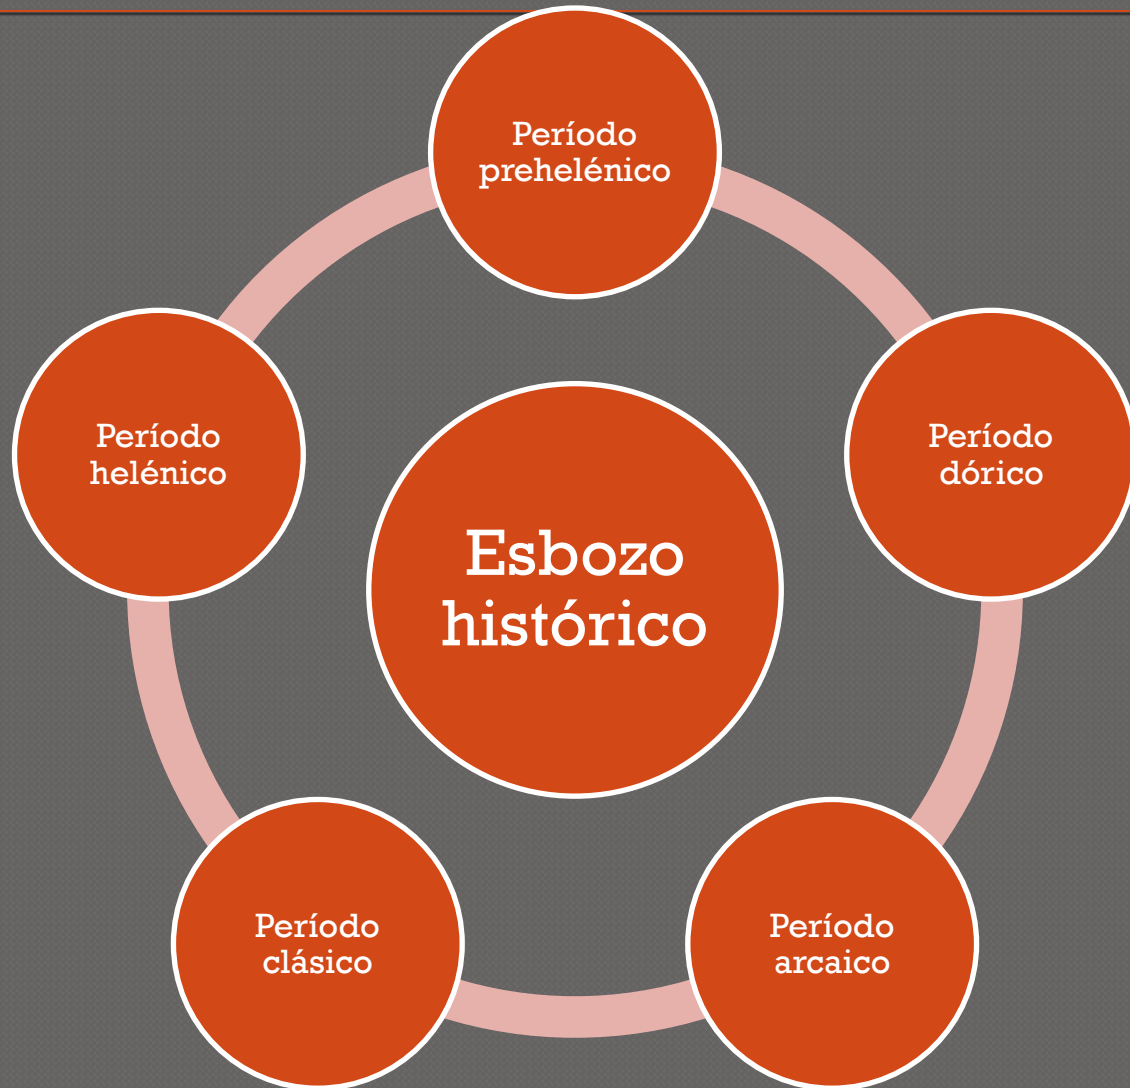 Período
prehelénico
Período
helénico
Período
dórico
Esbozo
histórico
Período
clásico
Período
arcaico